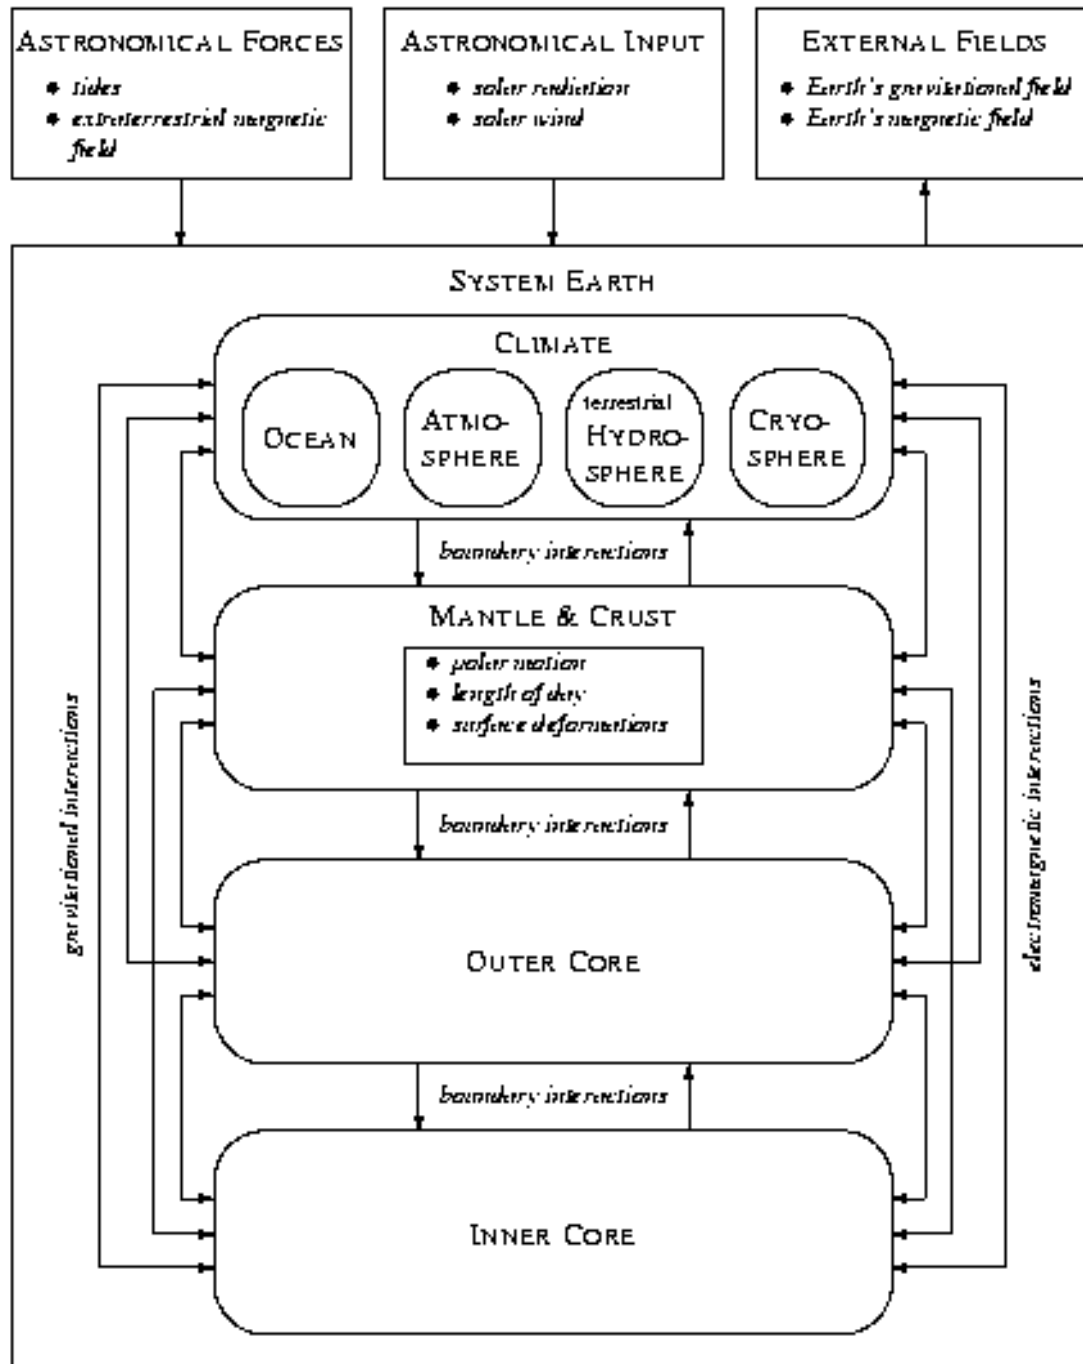 ASTRONOMICAL FORCES
• tides
• extraterrestrial magnetic
field
ASTRONOMICAL INPUT
• solar radiation
• solar wind
EXTERNAL FIELDS
• Earth's gravitational field
• Earth's magnetic field
SYSTEM EARTH
CLIMATE
OCEAN
ATMO-
SPHERE
terrestrial
HYDRO-
SPHERE
CRYO-
SPHERE
boundary interactions
MANTLE & CRUST
• polar motion
• length of day
• surface deformations
gravitational interactions
electromagnetic interactions
boundary interactions
OUTER CORE
boundary interactions
INNER CORE